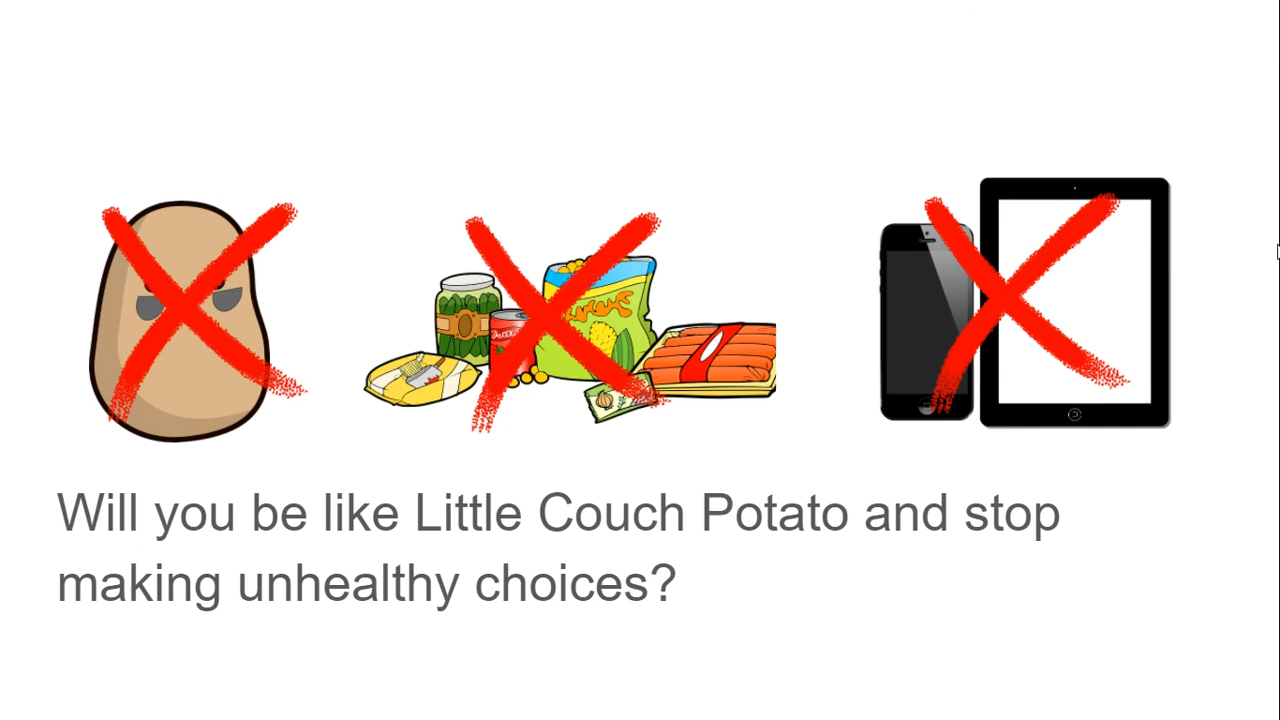 Will you be like Little Couch Potato and stop
making unhealthy choices?